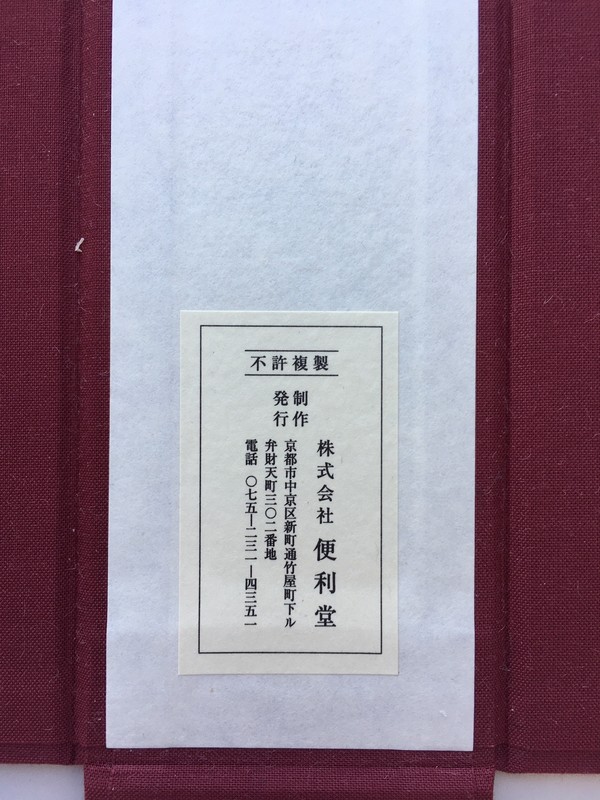 不許複製
制作
発行
株式会社 便利堂
京都市中京区新町通竹屋町下ル
弁財天町三〇二番地
電話 〇七五―二三一―四三五一